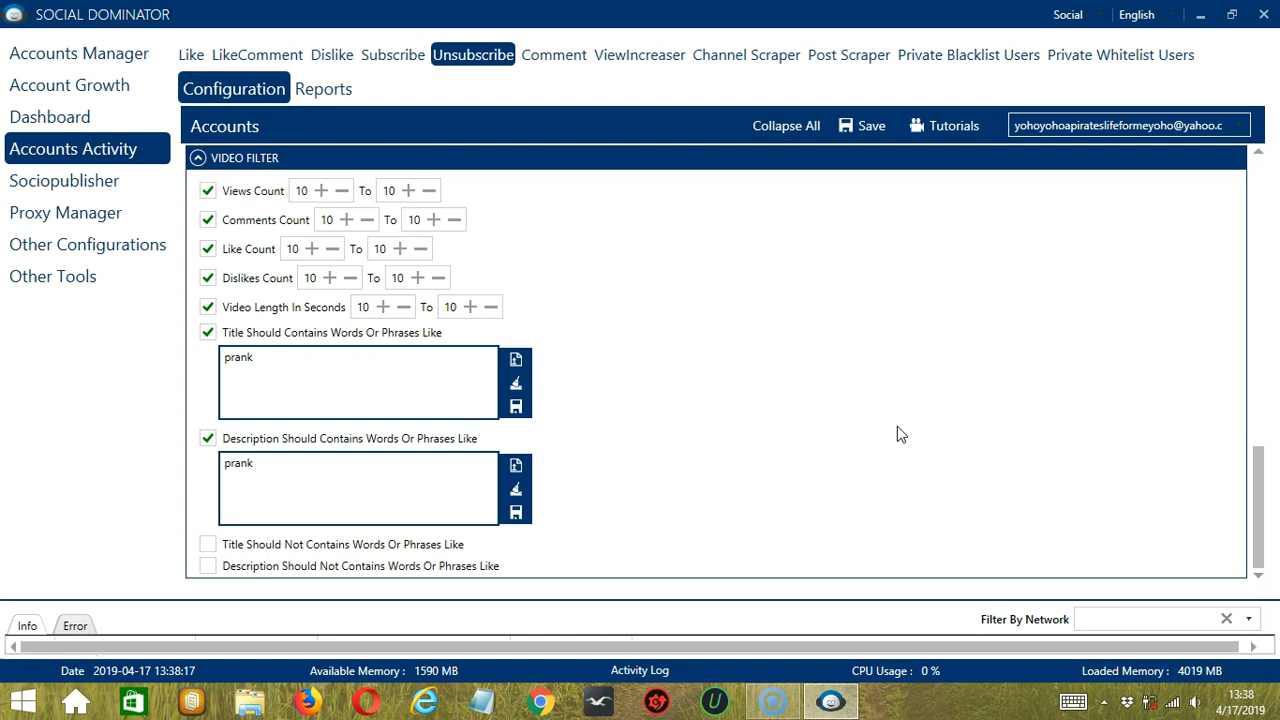 SOCIAL DOMINATOR
Social
English
Accounts Manager
Account Growth
Dashboard
Accounts Activity
Sociopublisher
Proxy Manager
Other Configurations
Other Tools
Like LikeComment Dislike Subscribe Unsubscribe Comment ViewIncreaser Channel Scraper Post Scraper Private Blacklist Users Private Whitelist Users
Configuration Reports
Accounts Collapse All Save Tutorials yohoyohoapirateslifeformeyoho@yahoo.c
VIDEO FILTER
Views Count 10 To 10
Comments Count 10 To 10
Like Count 10 To 10
Dislikes Count 10 To 10
Video Length In Seconds 10 To 10
Title Should Contains Words Or Phrases Like
prank
Description Should Contains Words Or Phrases Like
prank
Title Should Not Contains Words Or Phrases Like
Description Should Not Contains Words Or Phrases Like
Info Error Filter By Network
Date 2019-04-17 13:38:17 Available Memory : 1590 MB Activity Log CPU Usage : 0 % Loaded Memory : 4019 MB
13:38
4/17/2019